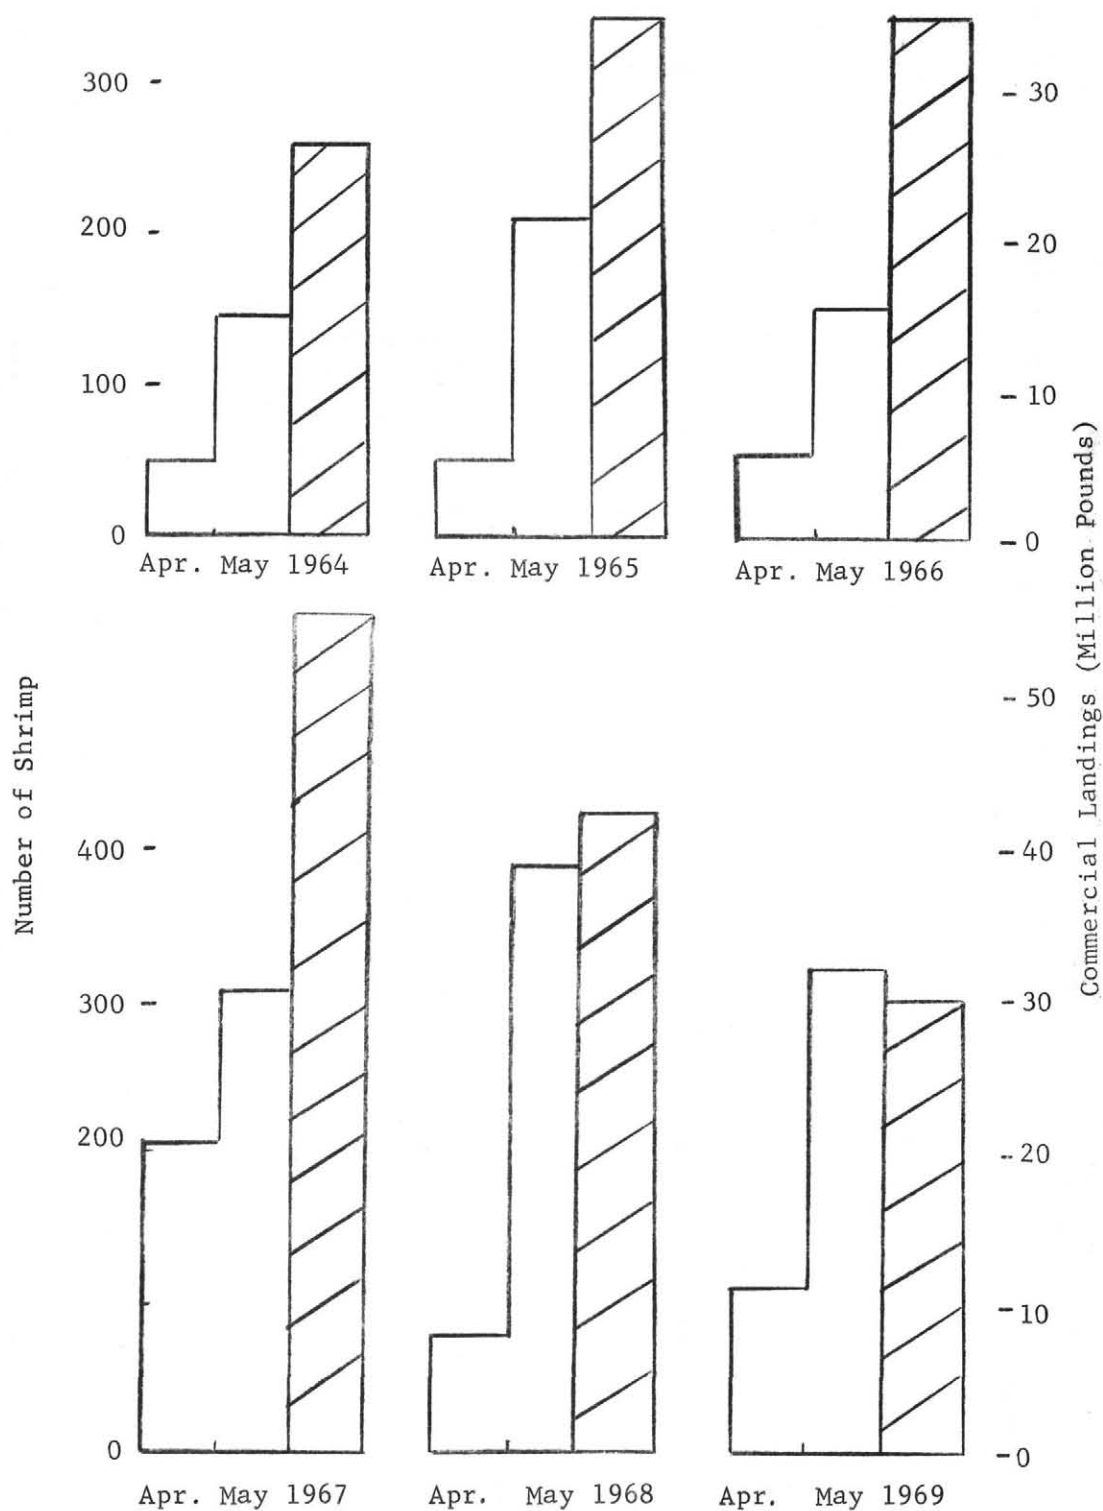 300
200
100
0
30
20
10
0
Apr. May 1964
Apr. May 1965
Apr. May 1966
Number of Shrimp
Commercial Landings (Million Pounds)
400
300
200
0
50
40
30
20
10
0
Apr. May 1967
Apr. May 1968
Apr. May 1969